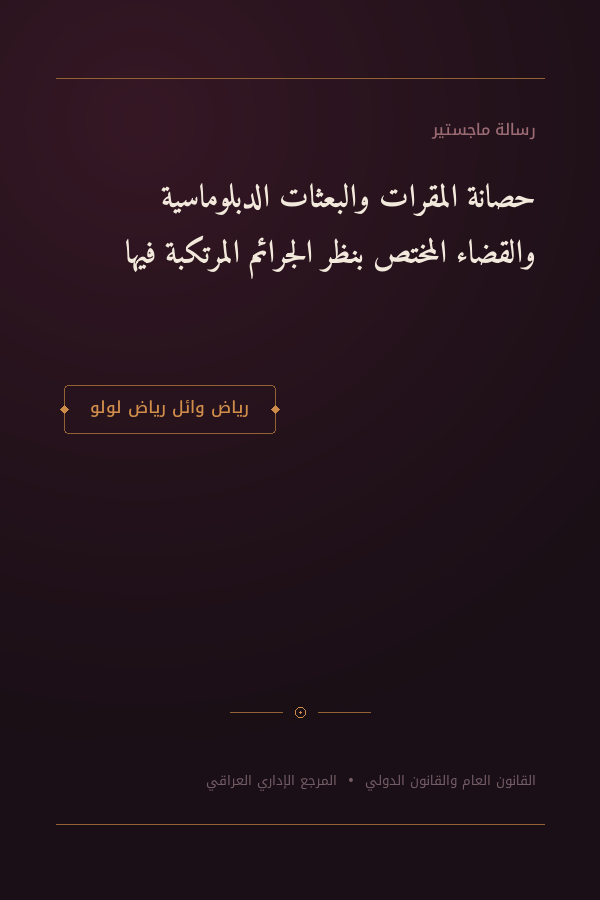 رسالة ماجستير
حصانة المقرات والبعثات الدبلوماسية
والقضاء المختص بنظر الجرائم المرتكبة فيها
رياض وائل رياض لولو
القانون العام والقانون الدولي • المرجع الإداري العراقي